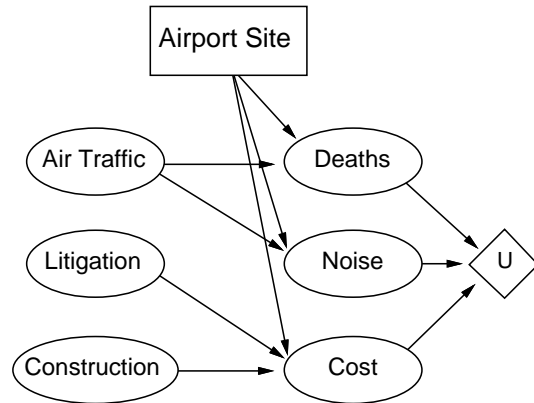 Airport Site
Air Traffic
Deaths
Litigation
Noise
U
Construction
Cost